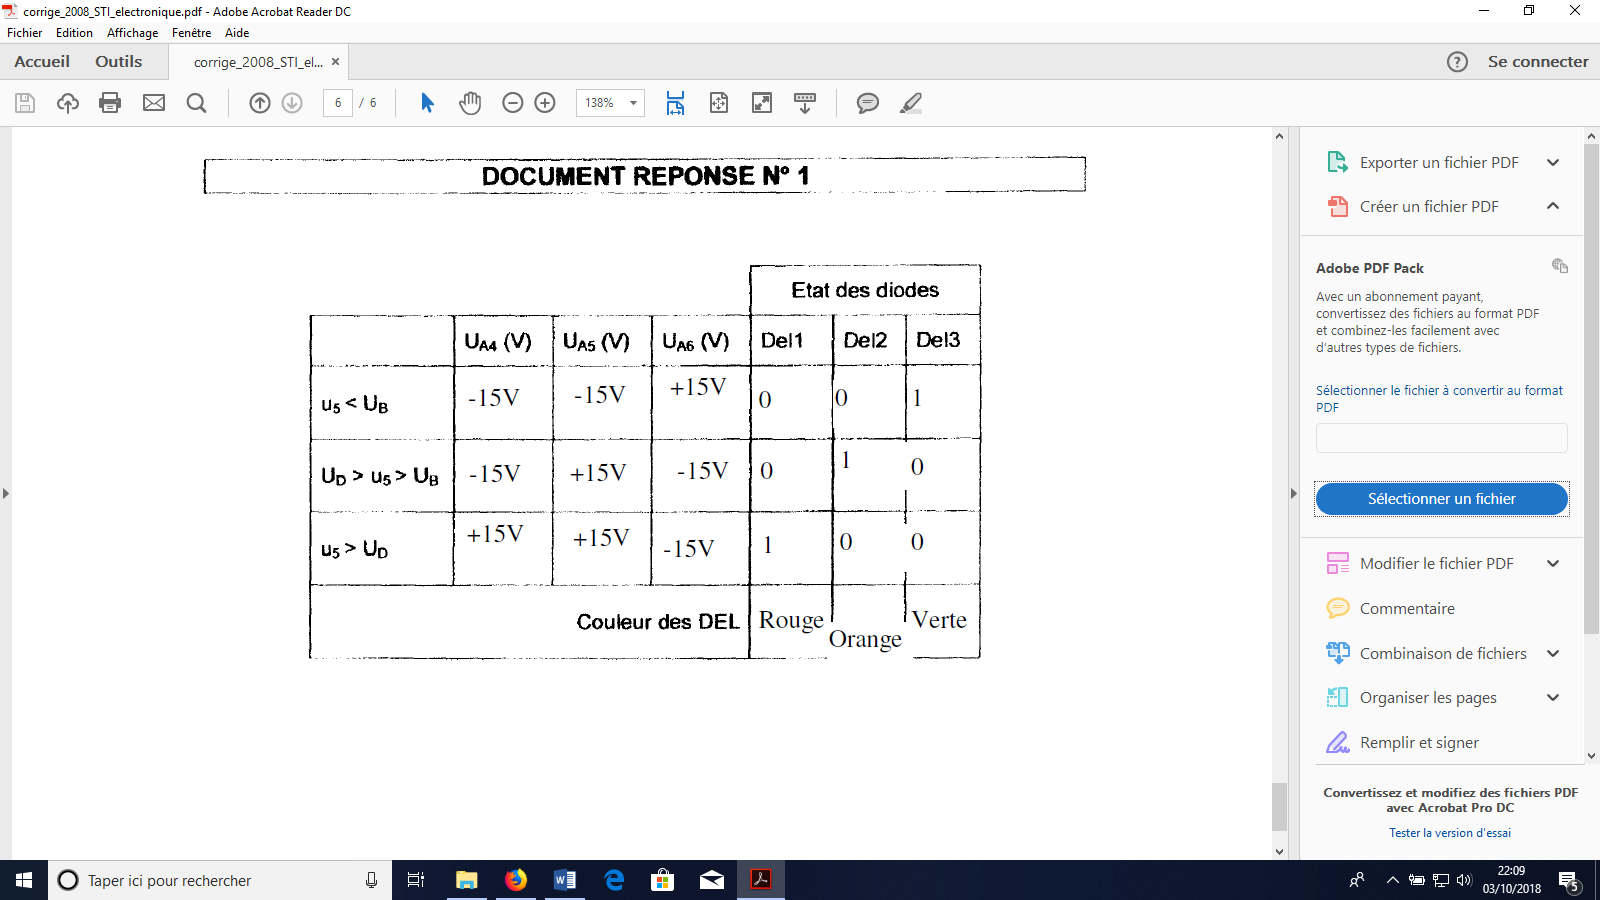 corrige_2008_STI_electronique.pdf - Adobe Acrobat Reader DC
Fichier Edition Affichage Fenêtre Aide
Accueil Outils corrige_2008_STI_el... × Se connecter
6 / 6 138%
DOCUMENT REPONSE N° 1
Etat des diodes
UA4 (V) UA5 (V) UA6 (V) Del1 Del2 Del3
u5 < UB -15V -15V +15V 0 0 1
UD > u5 > UB -15V +15V -15V 0 1 0
u5 > UD +15V +15V -15V 1 0 0
Couleur des DEL Rouge Orange Verte
Exporter un fichier PDF
Créer un fichier PDF
Adobe PDF Pack
Avec un abonnement payant,
convertissez des fichiers au format PDF
et combinez-les facilement avec
d'autres types de fichiers.
Sélectionner le fichier à convertir au format
PDF
Sélectionner un fichier
Modifier le fichier PDF
Commentaire
Combinaison de fichiers
Organiser les pages
Remplir et signer
Convertissez et modifiez des fichiers PDF
avec Acrobat Pro DC
Tester la version d'essai
Taper ici pour rechercher
22:09
03/10/2018
5